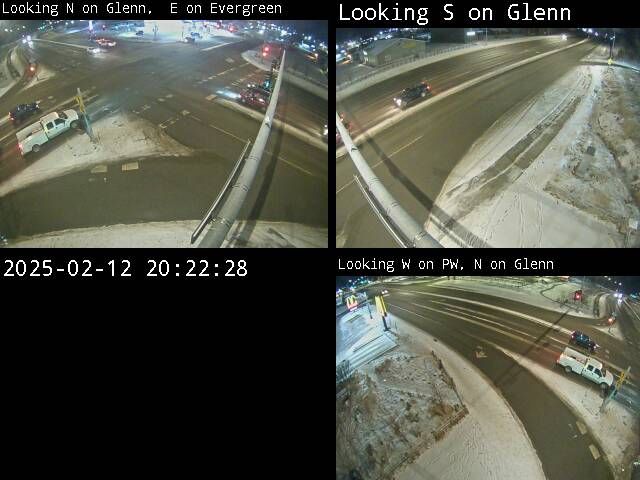 Looking N on Glenn,  E on Evergreen
Looking S on Glenn
2025-02-12 20:22:28
Looking W on PW, N on Glenn